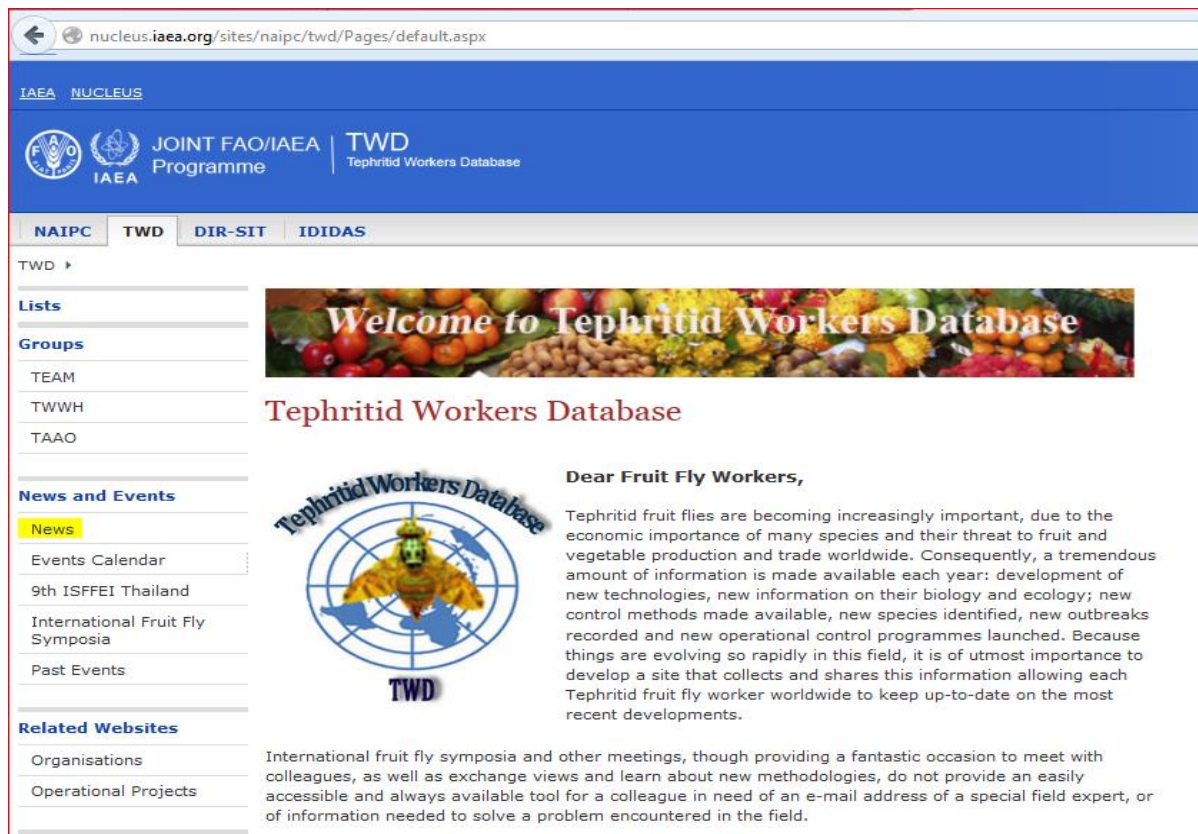 nucleus.iaea.org/sites/naipc/twd/Pages/default.aspx
IAEA NUCLEUS
FAO
FIAT PANIS
IAEA
JOINT FAO/IAEA
Programme
TWD
Tephritid Workers Database
NAIPC TWD DIR-SIT IDIDAS
TWD
Lists
Groups
TEAM
TWWH
TAAO
News and Events
News
Events Calendar
9th ISFFEI Thailand
International Fruit Fly
Symposia
Past Events
Related Websites
Organisations
Operational Projects
Welcome to Tephritid Workers Database
Tephritid Workers Database
Tephritid Workers Database
TWD
Dear Fruit Fly Workers,
Tephritid fruit flies are becoming increasingly important, due to the
economic importance of many species and their threat to fruit and
vegetable production and trade worldwide. Consequently, a tremendous
amount of information is made available each year: development of
new technologies, new information on their biology and ecology; new
control methods made available, new species identified, new outbreaks
recorded and new operational control programmes launched. Because
things are evolving so rapidly in this field, it is of utmost importance to
develop a site that collects and shares this information allowing each
Tephritid fruit fly worker worldwide to keep up-to-date on the most
recent developments.
International fruit fly symposia and other meetings, though providing a fantastic occasion to meet with
colleagues, as well as exchange views and learn about new methodologies, do not provide an easily
accessible and always available tool for a colleague in need of an e-mail address of a special field expert, or
of information needed to solve a problem encountered in the field.